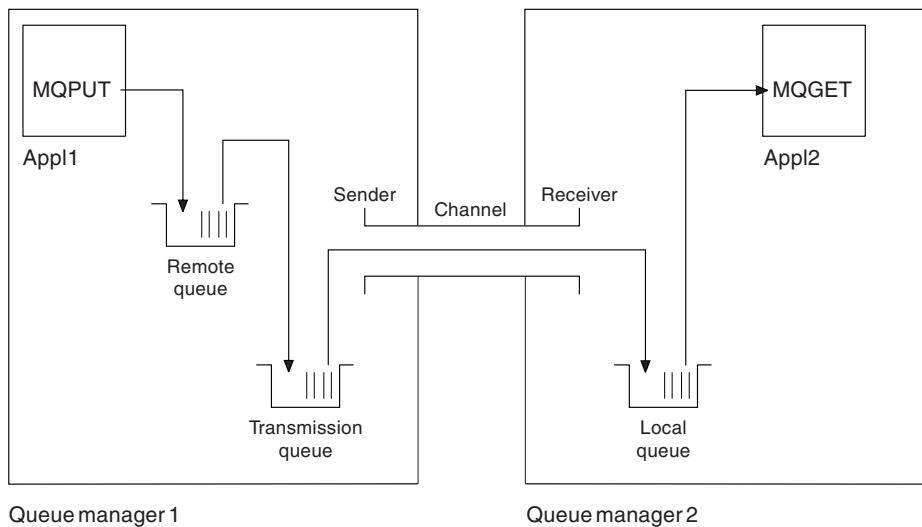 MQPUT
MQGET
Appl1
Appl2
Sender
Channel
Receiver
Remote
queue
Transmission
queue
Local
queue
Queue manager 1
Queue manager 2